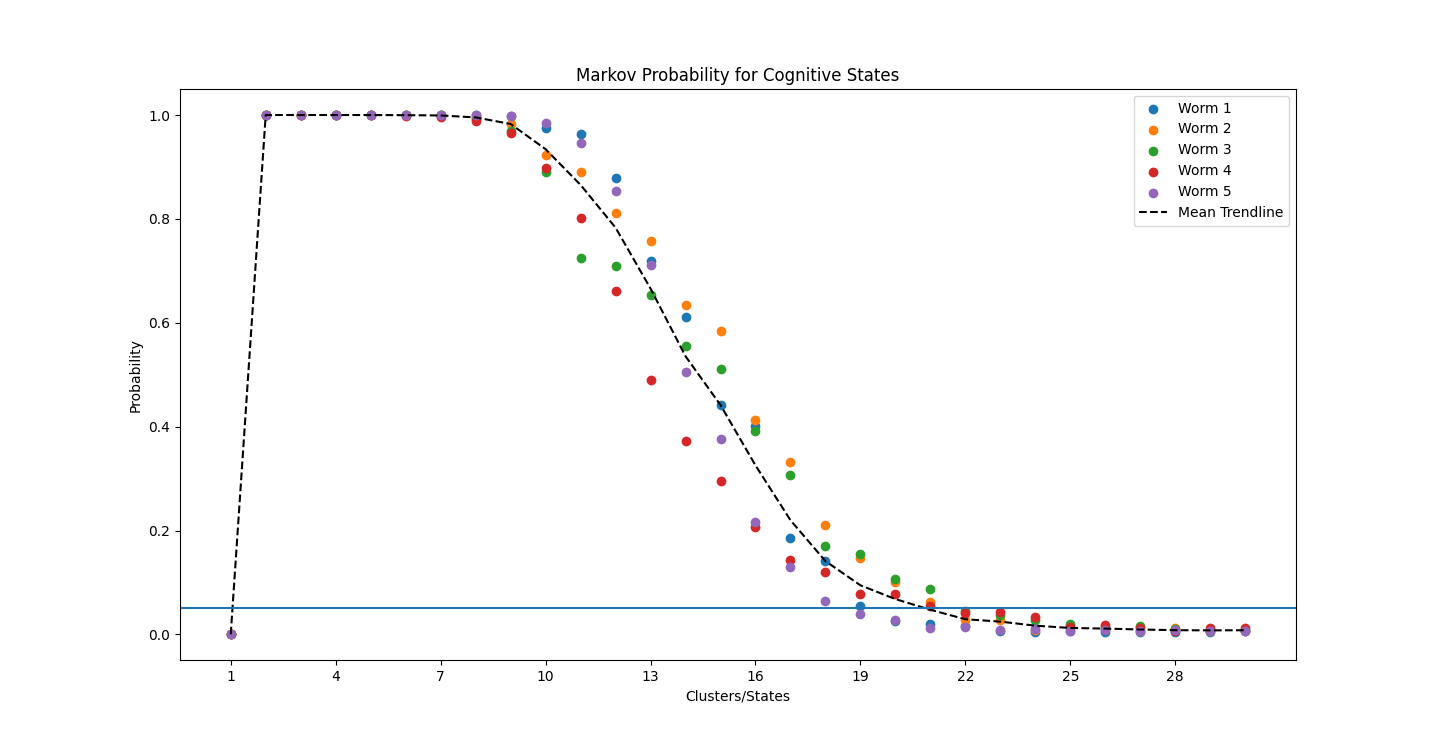 Markov Probability for Cognitive States
Worm 1
Worm 2
Worm 3
Worm 4
Worm 5
Mean Trendline
Probability
1.0
0.8
0.6
0.4
0.2
0.0
1 4 7 10 13 16 19 22 25 28
Clusters/States